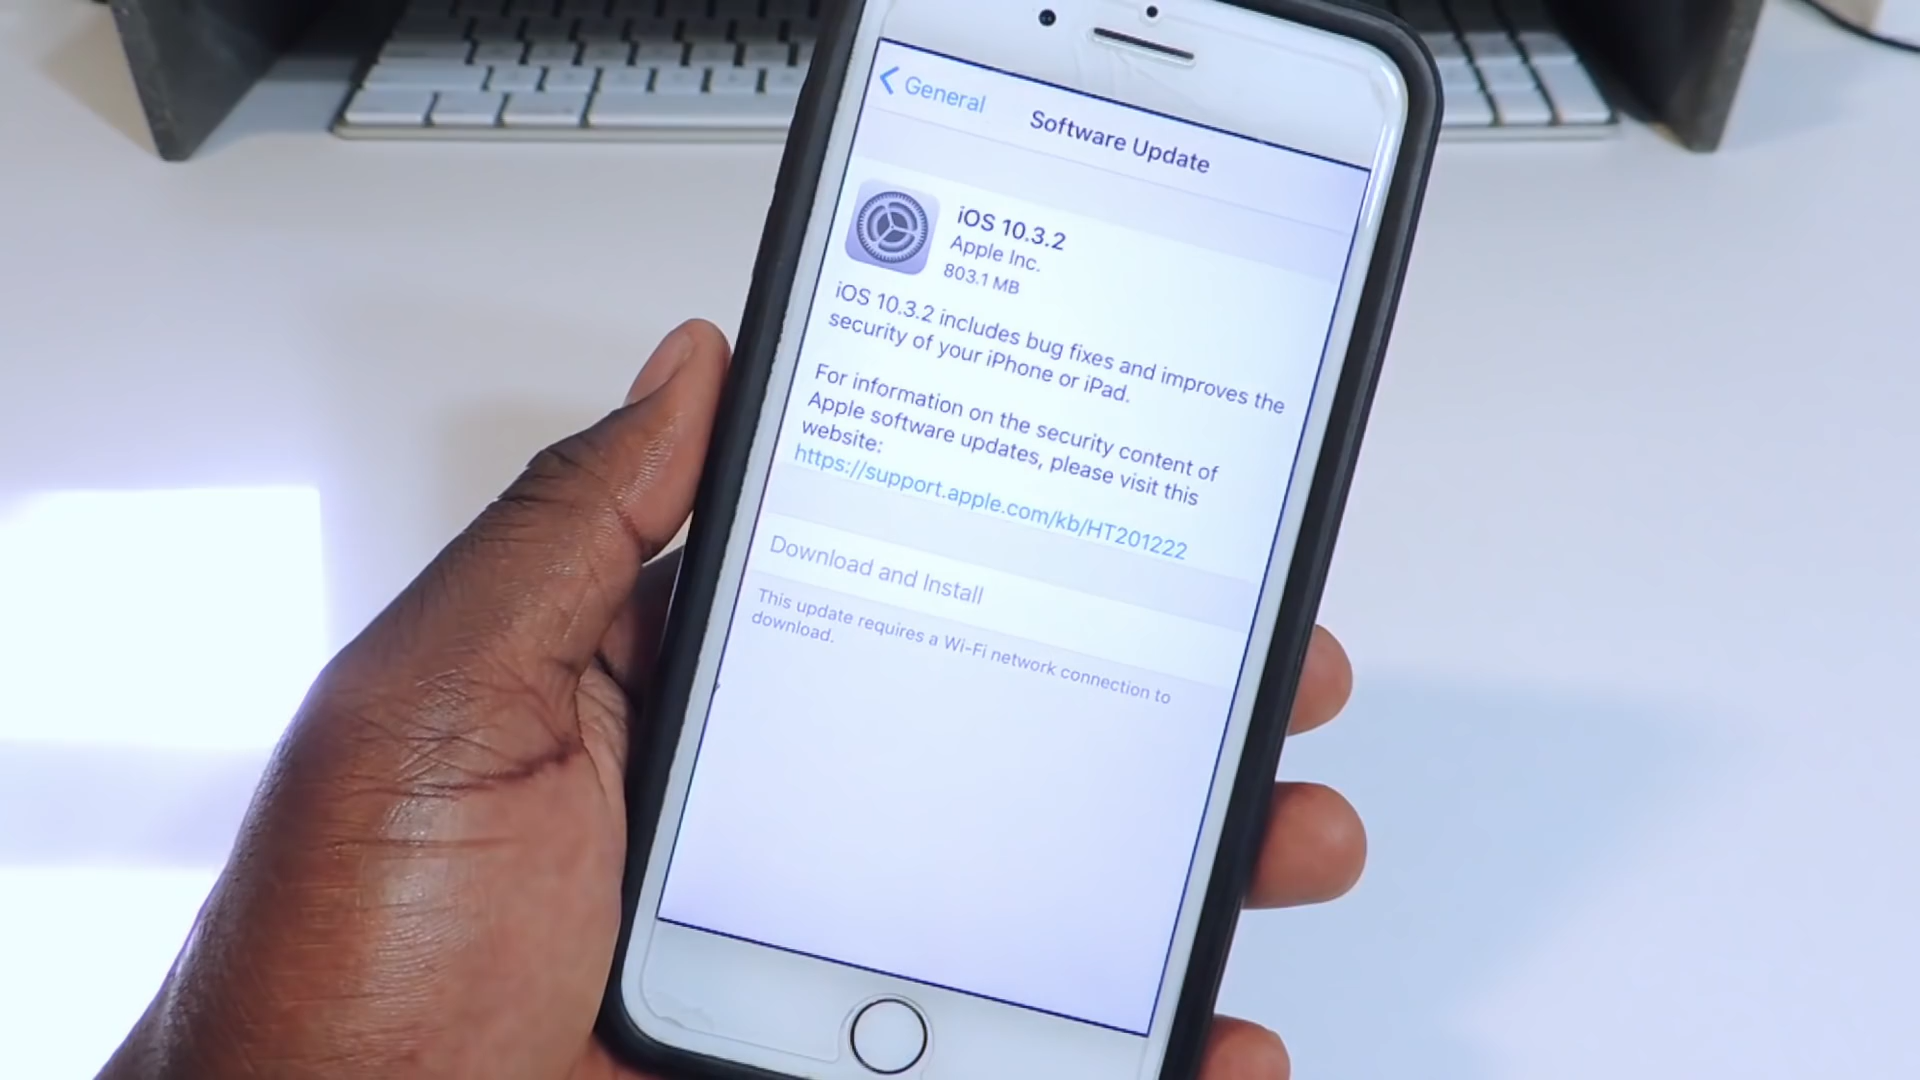 General
Software Update
iOS 10.3.2
Apple Inc.
803.1 MB
iOS 10.3.2 includes bug fixes and improves the
security of your iPhone or iPad.
For information on the security content of
Apple software updates, please visit this
website:
https://support.apple.com/kb/HT201222
Download and Install
This update requires a Wi-Fi network connection to
download.